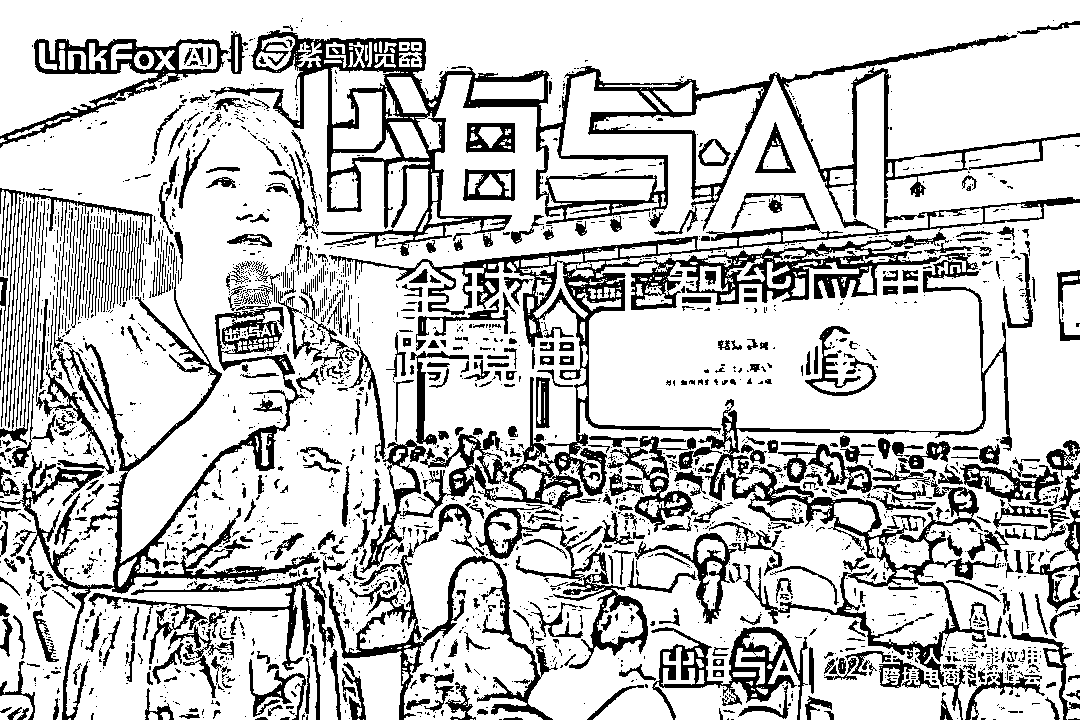 LinkFox AI | 紫鸟浏览器
出海与AI
全球人工智能应用
跨境电
出海与AI
峰
出海与AI 2024 全球人工智能应用
跨境电商科技峰会